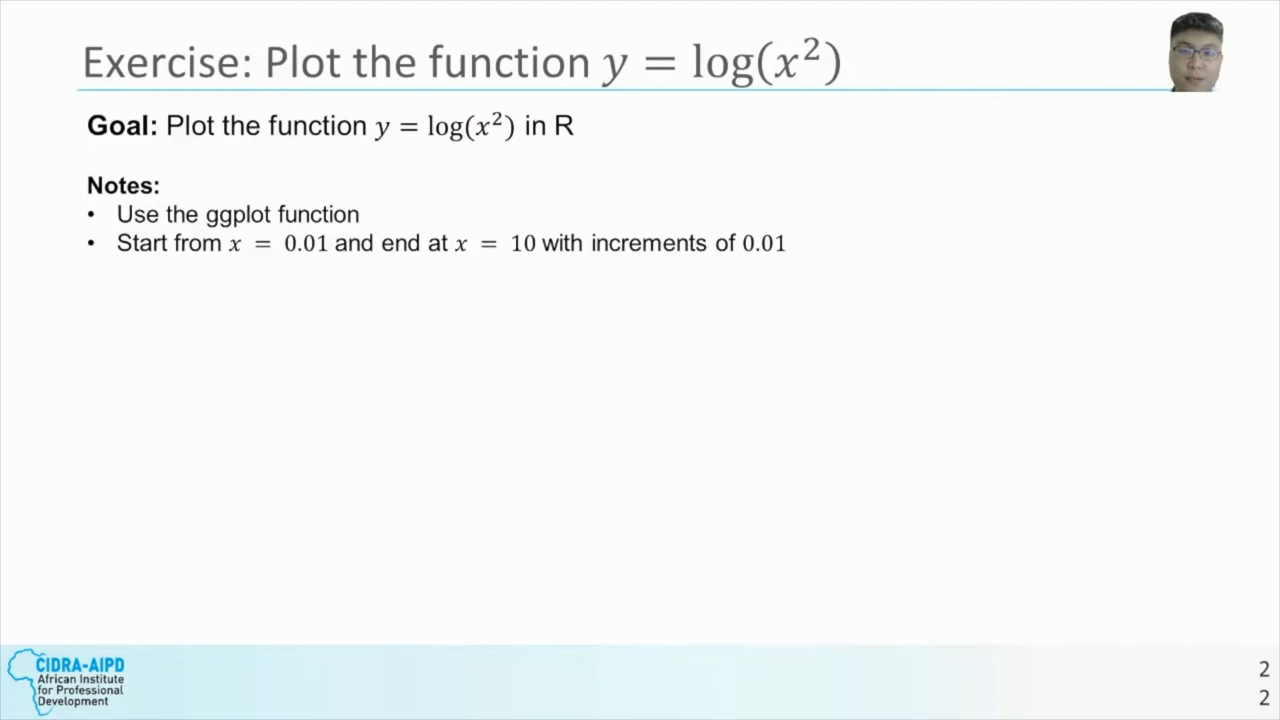 Exercise: Plot the function y = log(x²)
Goal: Plot the function y = log(x²) in R
Notes:
• Use the ggplot function
• Start from x = 0.01 and end at x = 10 with increments of 0.01
CIDRA-AIPD
African Institute
for Professional
Development
2
2